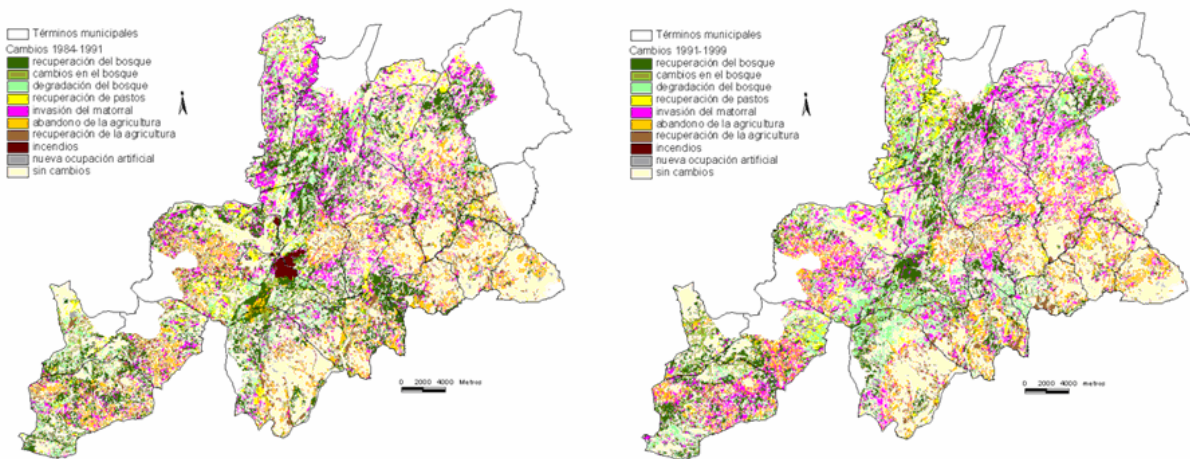 Términos municipales
Cambios 1984-1991
recuperación del bosque
cambios en el bosque
degradación del bosque
recuperación de pastos
invasión del matorral
abandono de la agricultura
recuperación de la agricultura
incendios
nueva ocupación artificial
sin cambios
0 2000 4000 Metros
Términos municipales
Cambios 1991-1999
recuperación del bosque
cambios en el bosque
degradación del bosque
recuperación de pastos
invasión del matorral
abandono de la agricultura
recuperación de la agricultura
incendios
nueva ocupación artificial
sin cambios
0 2000 4000 metros